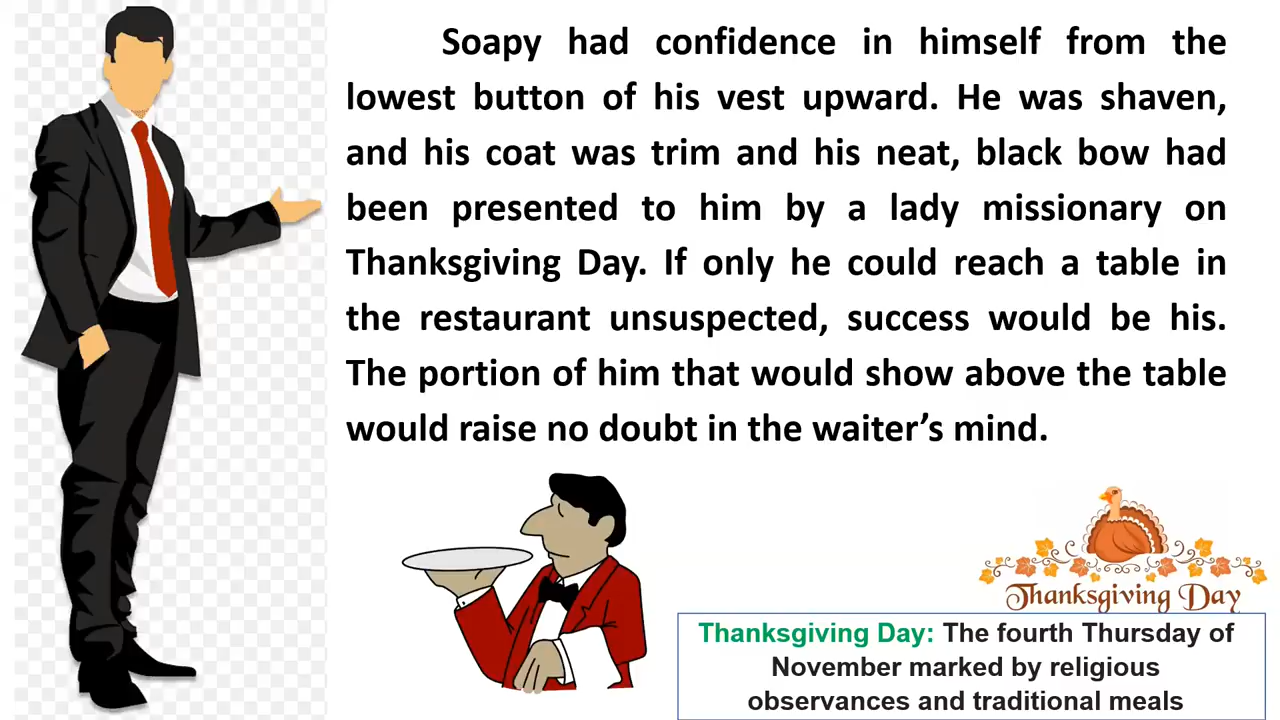 Soapy had confidence in himself from the
lowest button of his vest upward. He was shaven,
and his coat was trim and his neat, black bow had
been presented to him by a lady missionary on
Thanksgiving Day. If only he could reach a table in
the restaurant unsuspected, success would be his.
The portion of him that would show above the table
would raise no doubt in the waiter’s mind.
Thanksgiving Day
Thanksgiving Day: The fourth Thursday of
November marked by religious
observances and traditional meals